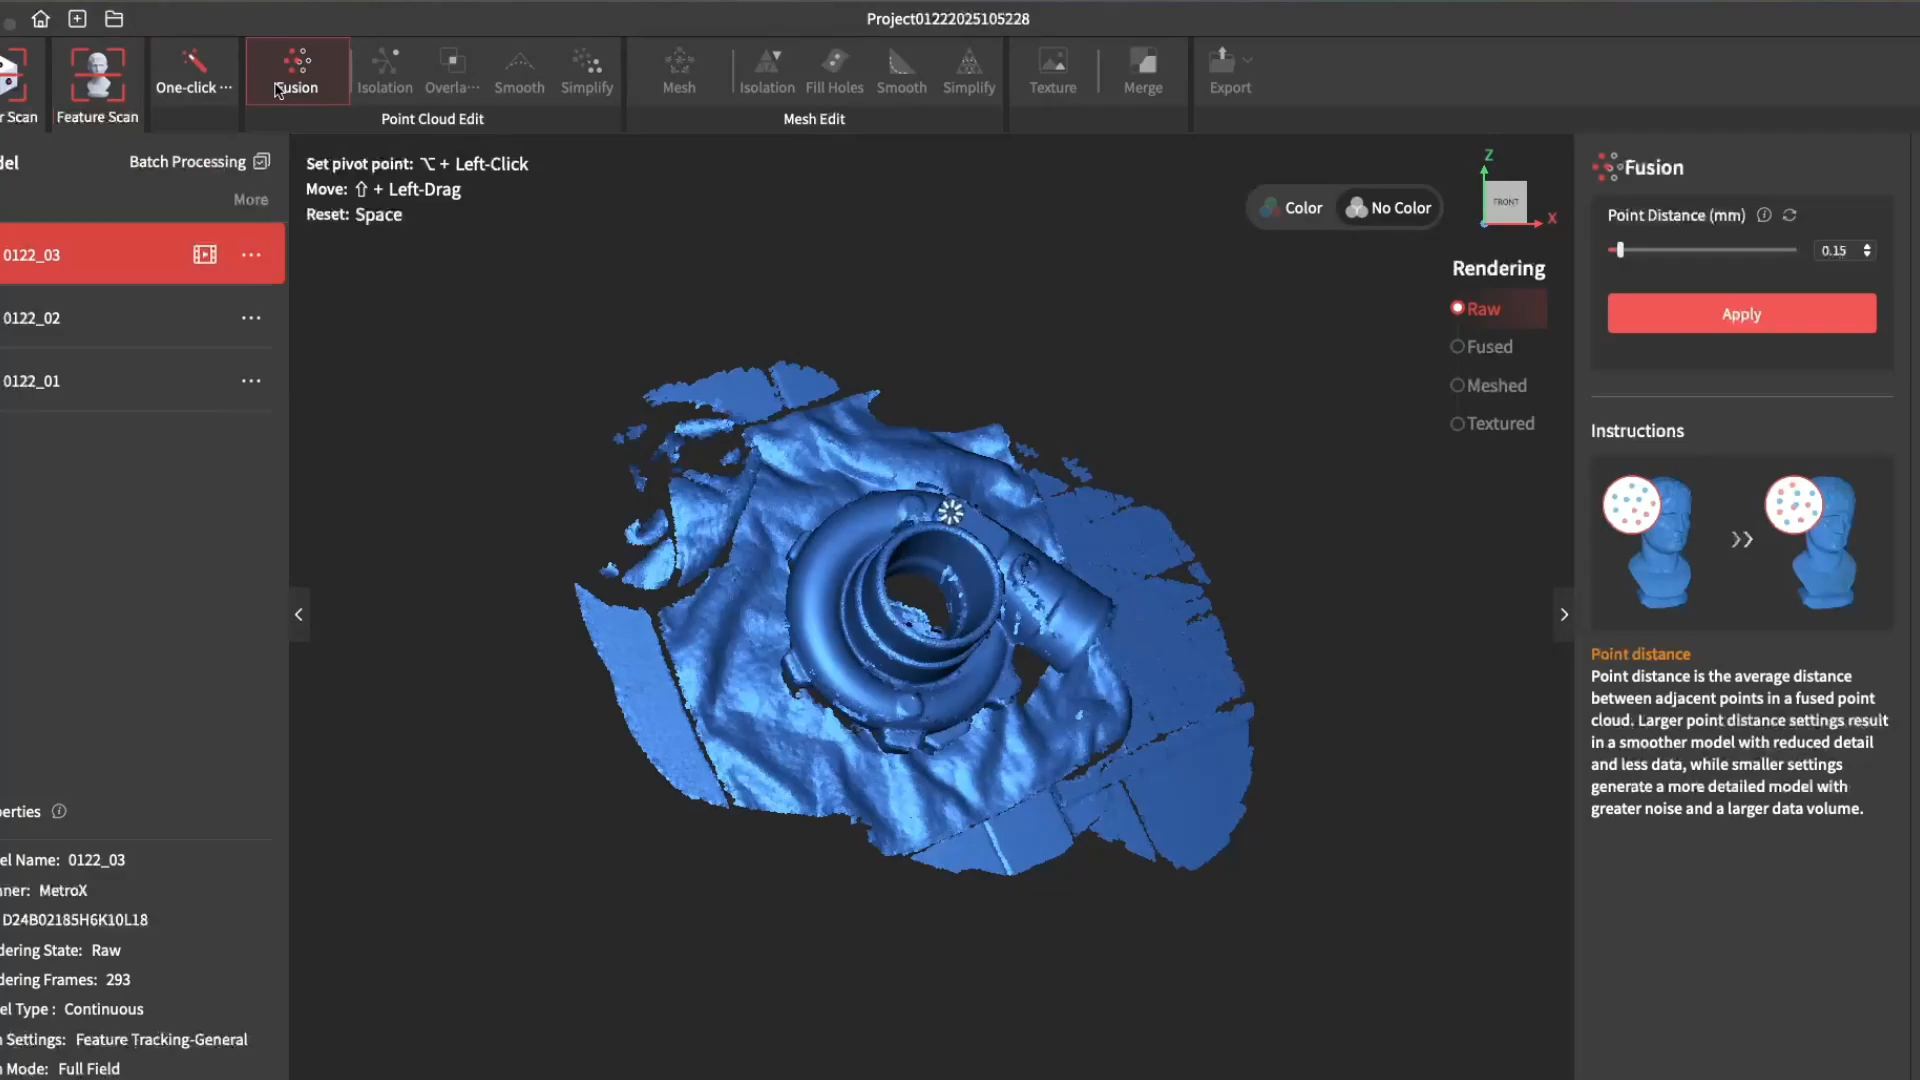 Project01222025105228
r Scan
Feature Scan
One-click ···
Fusion
Isolation
Overla···
Smooth
Simplify
Point Cloud Edit
Mesh
Isolation
Fill Holes
Smooth
Simplify
Mesh Edit
Texture
Merge
Export
del
Batch Processing
More
0122_03
0122_02
0122_01
erties
el Name: 0122_03
nner: MetroX
D24B02185H6K10L18
dering State: Raw
dering Frames: 293
el Type : Continuous
n Settings: Feature Tracking-General
n Mode: Full Field
Set pivot point: ⌥ + Left-Click
Move: ⇧ + Left-Drag
Reset: Space
Color
No Color
Z
FRONT
X
Rendering
Raw
Fused
Meshed
Textured
Fusion
Point Distance (mm)
0.15
Apply
Instructions
Point distance
Point distance is the average distance
between adjacent points in a fused point
cloud. Larger point distance settings result
in a smoother model with reduced detail
and less data, while smaller settings
generate a more detailed model with
greater noise and a larger data volume.